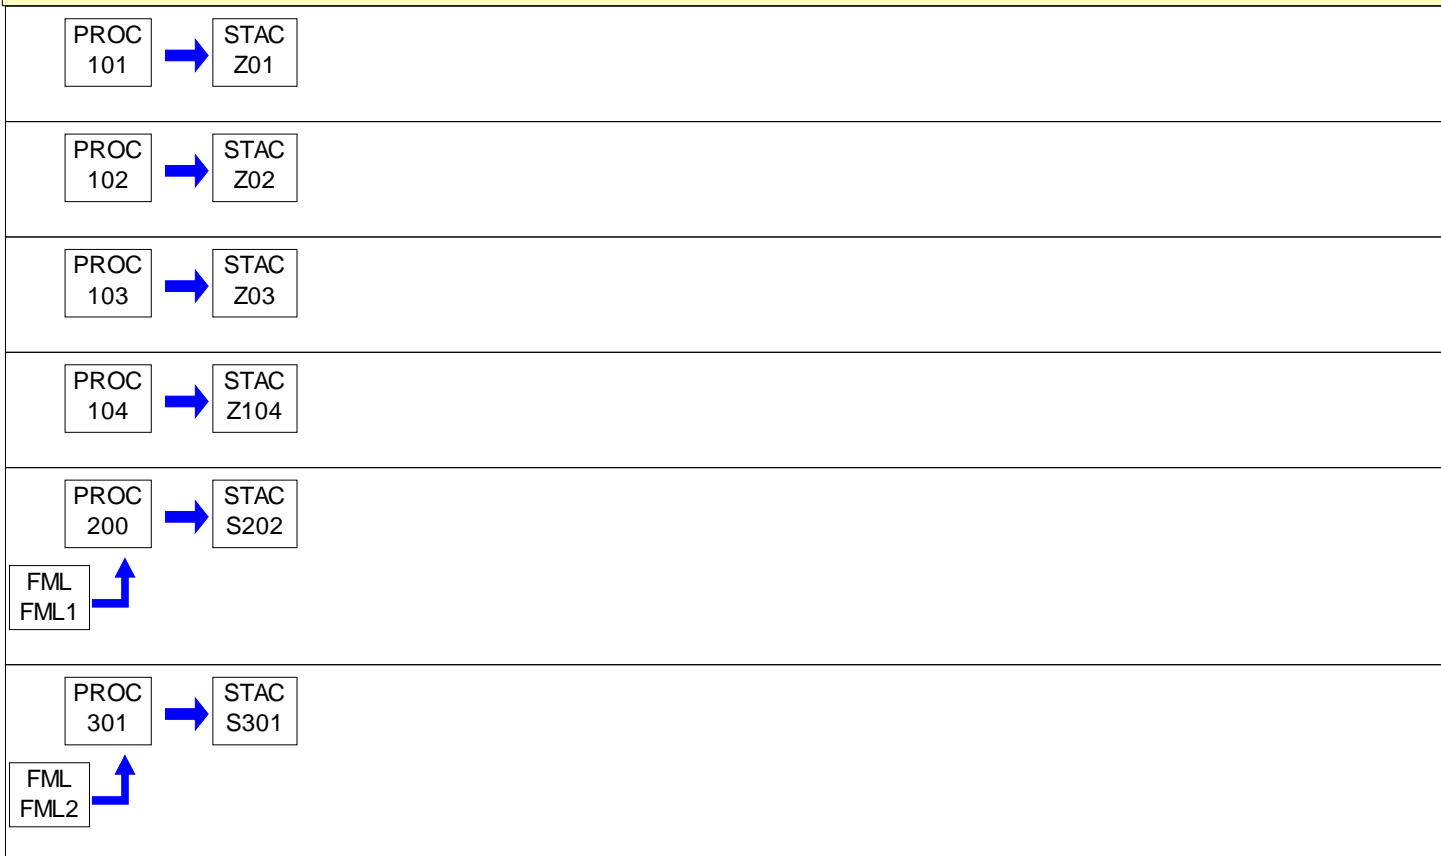 PROC
101
STAC
Z01
PROC
102
STAC
Z02
PROC
103
STAC
Z03
PROC
104
STAC
Z104
PROC
200
STAC
S202
FML
FML1
PROC
301
STAC
S301
FML
FML2